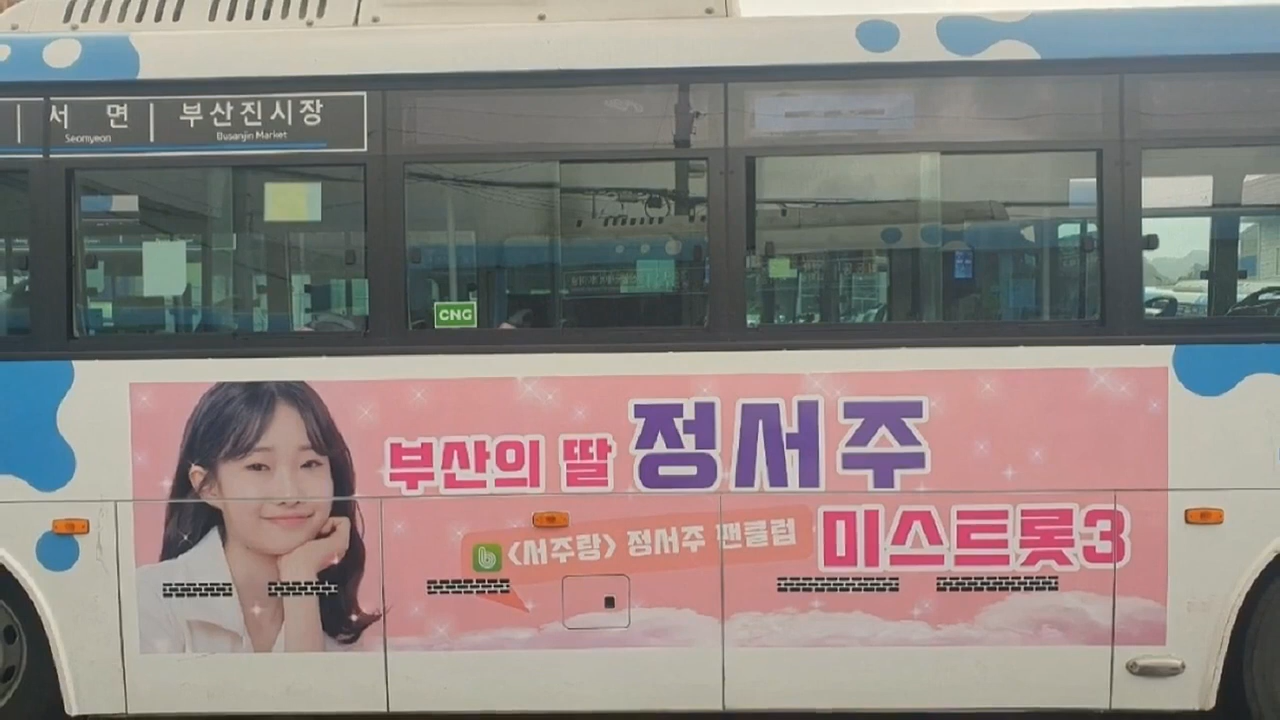 서면 | 부산진시장
Seomyeon Busanjin Market
CNG
부산의 딸 정서주
미스트롯3
b <서주랑> 정서주 팬클럽